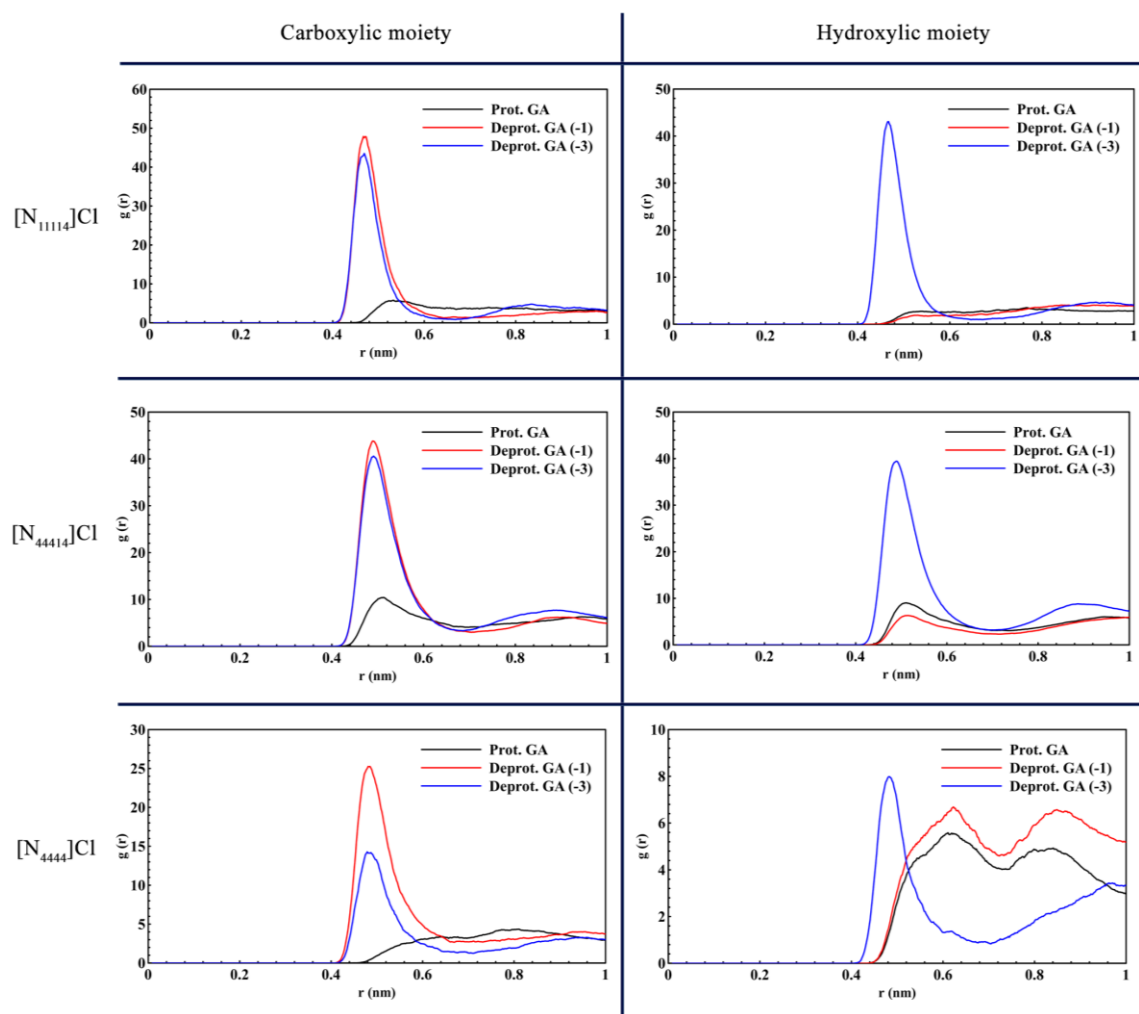 Carboxylic moiety
Hydroxylic moiety
[N11114]Cl
60
50
40
30
20
10
0
g (r)
0
0.2
0.4
0.6
0.8
1
r (nm)
Prot. GA
Deprot. GA (-1)
Deprot. GA (-3)
50
40
30
20
10
0
g (r)
0
0.2
0.4
0.6
0.8
1
r (nm)
Prot. GA
Deprot. GA (-1)
Deprot. GA (-3)
[N44414]Cl
50
40
30
20
10
0
g (r)
0
0.2
0.4
0.6
0.8
1
r (nm)
Prot. GA
Deprot. GA (-1)
Deprot. GA (-3)
50
40
30
20
10
0
g (r)
0
0.2
0.4
0.6
0.8
1
r (nm)
Prot. GA
Deprot. GA (-1)
Deprot. GA (-3)
[N4444]Cl
30
25
20
15
10
5
0
g (r)
0
0.2
0.4
0.6
0.8
1
r (nm)
Prot. GA
Deprot. GA (-1)
Deprot. GA (-3)
10
8
6
4
2
0
g (r)
0
0.2
0.4
0.6
0.8
1
r (nm)
Prot. GA
Deprot. GA (-1)
Deprot. GA (-3)